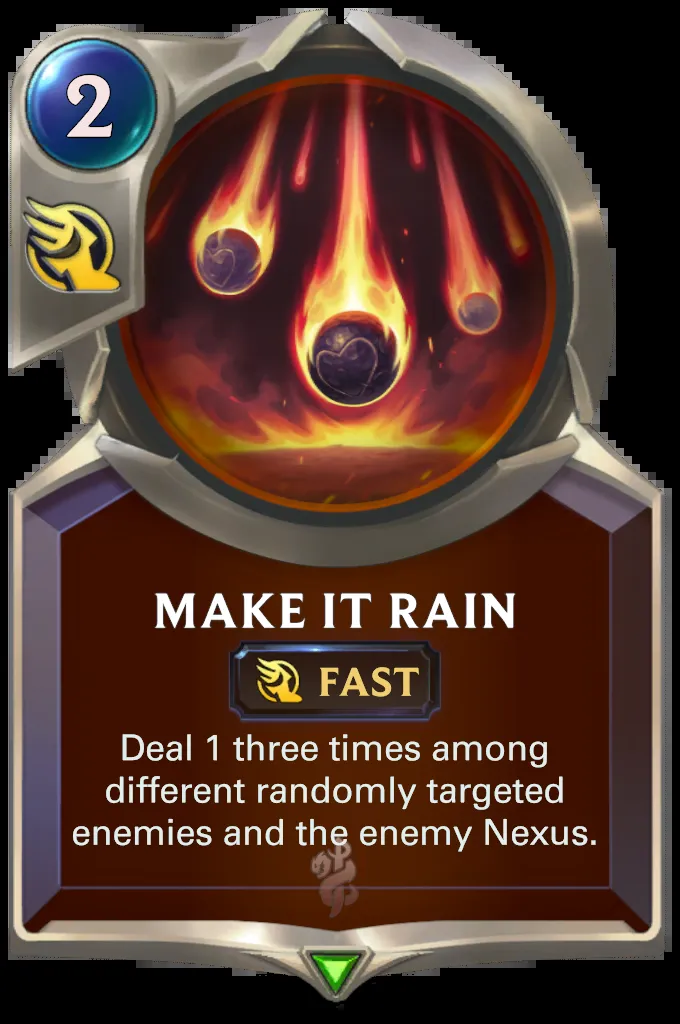 2
MAKE IT RAIN
FAST
Deal 1 three times among
different randomly targeted
enemies and the enemy Nexus.